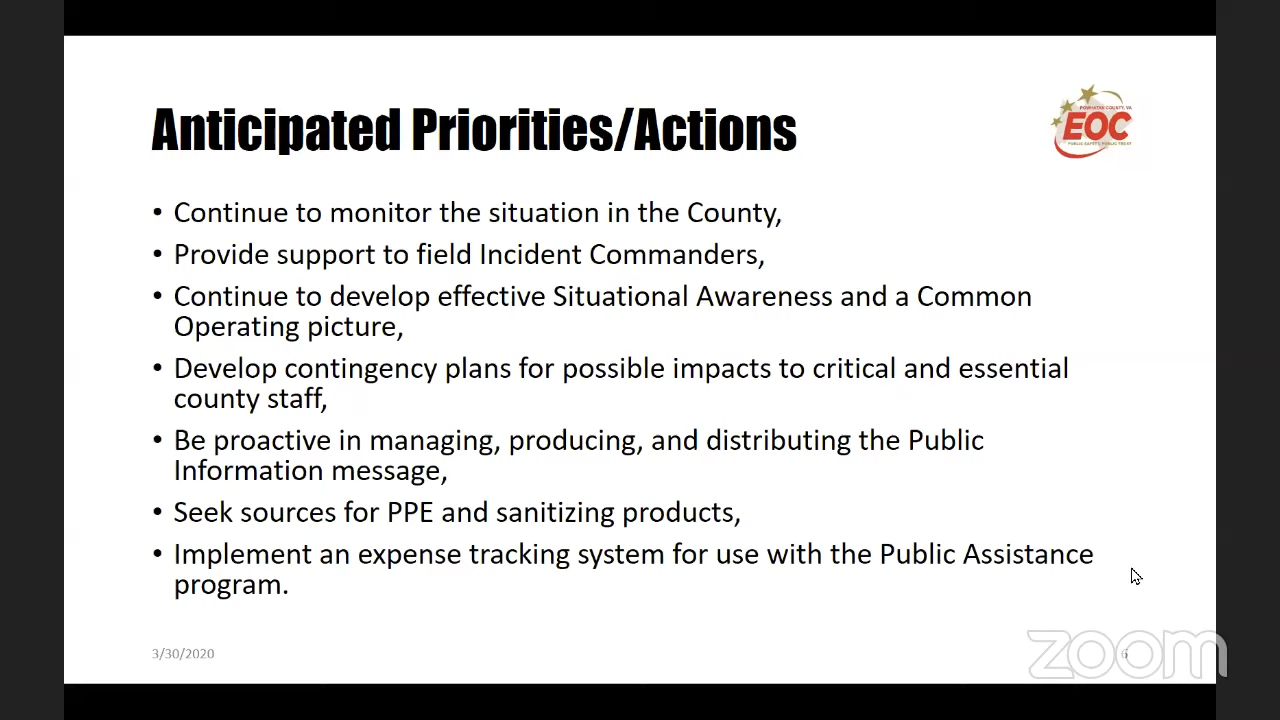 Anticipated Priorities/Actions
POWHATAN COUNTY, VA
EOC
PUBLIC SAFETY, PUBLIC TRUST
• Continue to monitor the situation in the County,
• Provide support to field Incident Commanders,
• Continue to develop effective Situational Awareness and a Common
Operating picture,
• Develop contingency plans for possible impacts to critical and essential
county staff,
• Be proactive in managing, producing, and distributing the Public
Information message,
• Seek sources for PPE and sanitizing products,
• Implement an expense tracking system for use with the Public Assistance
program.
3/30/2020
6
zoom